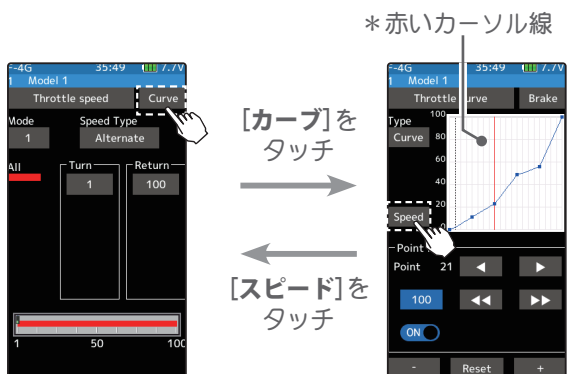 ＊赤いカーソル線
F-4G 35:49 7.7V
1 Model 1
Throttle speed Curve
Mode Speed Type
1 Alternate
All Turn Return
1 100
1 50 100
[カーブ]を
タッチ
[スピード]を
タッチ
F-4G 35:49 7.7V
1 Model 1
Throttle curve Brake
Type
Curve
100
80
60
40
20
0
Speed
Point
Point 21
100
ON
- Reset +